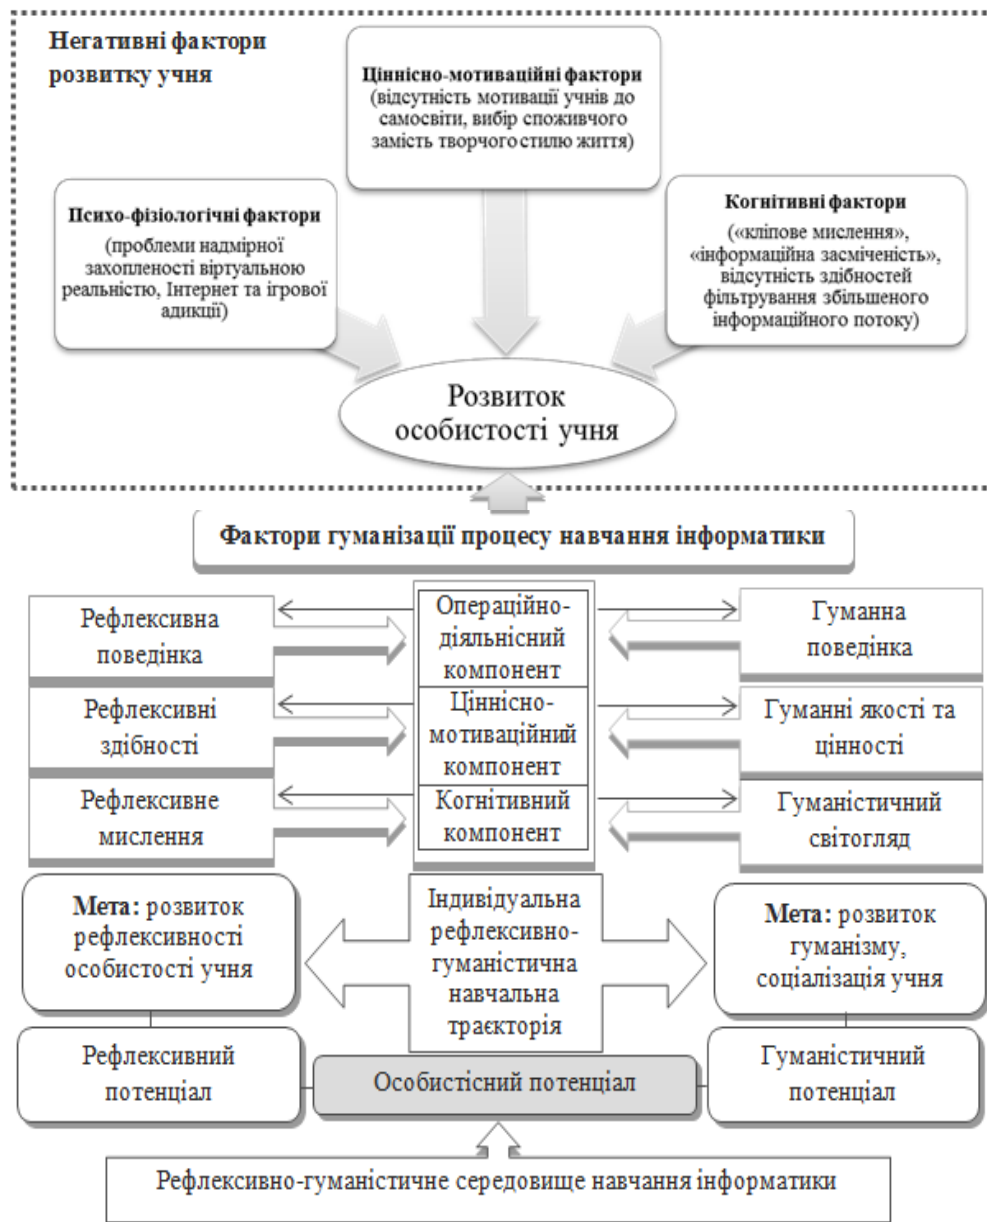 Негативні фактори
розвитку учня
Ціннісно-мотиваційні фактори
(відсутність мотивації учнів до
самосвіти, вибір споживчого
замість творчого стилю життя)
Психо-фізіологічні фактори
(проблеми надмірної
захопленості віртуальною
реальністю, Інтернет та ігрової
адикції)
Когнітивні фактори
(«кліпове мислення»,
«інформаційна засміченість»,
відсутність здібностей
фільтрування збільшеного
інформаційного потоку)
Розвиток
особистості учня
Фактори гуманізації процесу навчання інформатики
Рефлексивна
поведінка
Операційно-
діяльнісний
компонент
Гуманна
поведінка
Рефлексивні
здібності
Ціннісно-
мотиваційний
компонент
Гуманні якості та
цінності
Рефлексивне
мислення
Когнітивний
компонент
Гуманістичний
світогляд
Мета: розвиток
рефлексивності
особистості учня
Індивідуальна
рефлексивно-
гуманістична
навчальна
траєкторія
Мета: розвиток
гуманізму,
соціалізація учня
Рефлексивний
потенціал
Особистісний потенціал
Гуманістичний
потенціал
Рефлексивно-гуманістичне середовище навчання інформатики